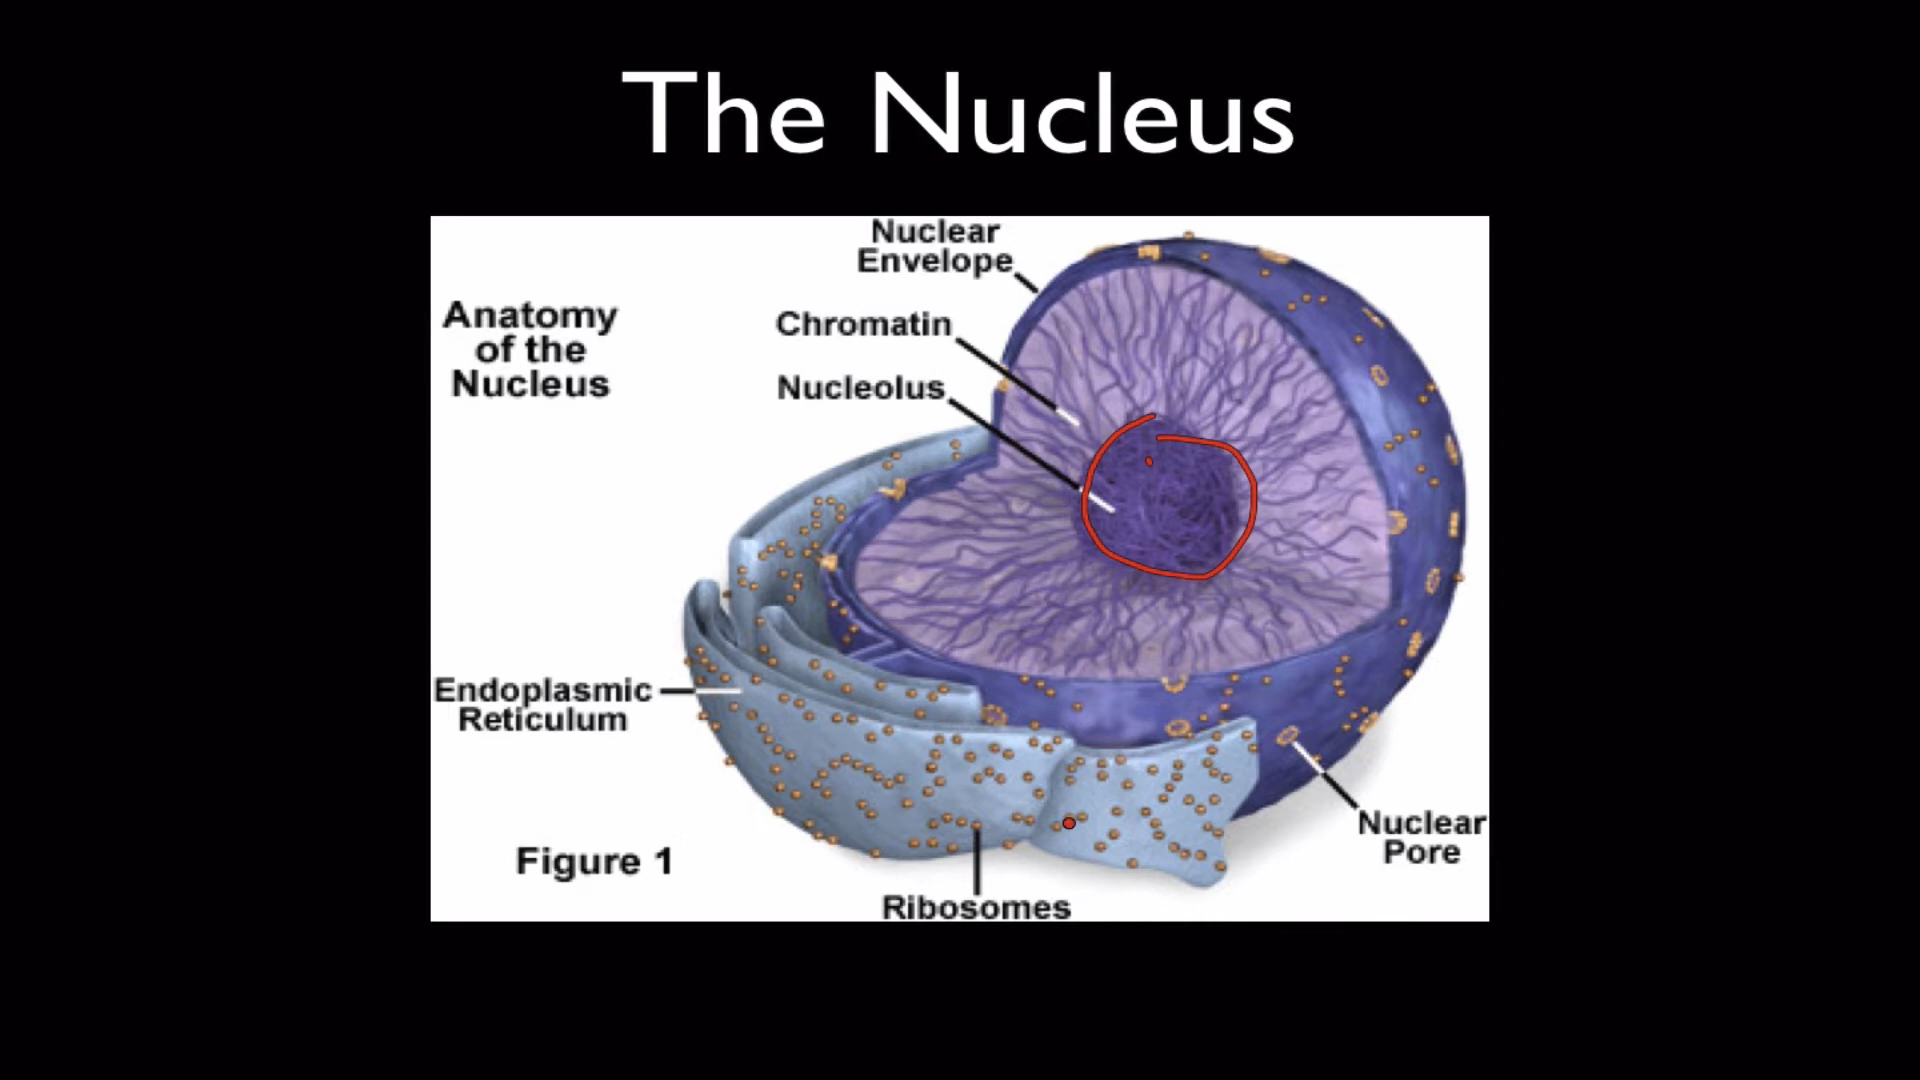 The Nucleus
Nuclear
Envelope
Anatomy
of the
Nucleus
Chromatin
Nucleolus
Endoplasmic
Reticulum
Nuclear
Pore
Figure 1
Ribosomes